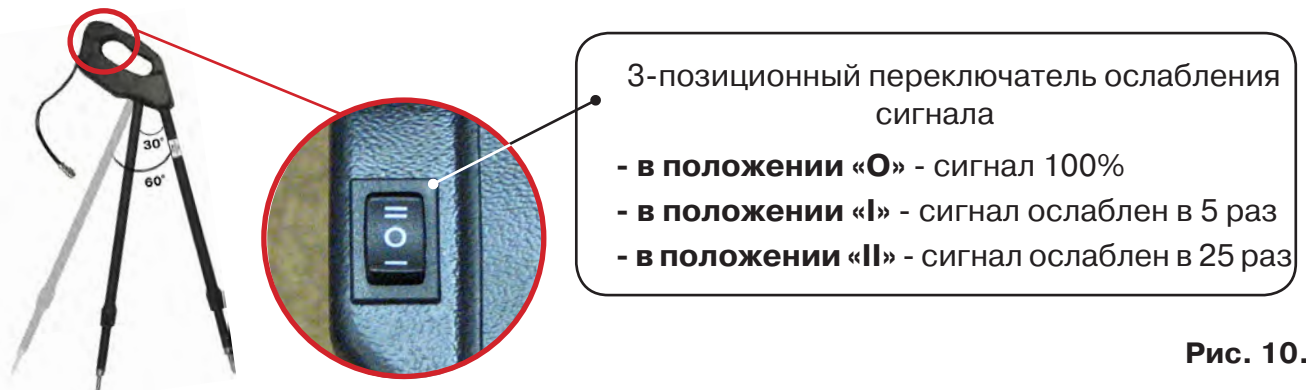 30°
60°
II
O
I
3-позиционный переключатель ослабления
сигнала
- в положении «О» - сигнал 100%
- в положении «I» - сигнал ослаблен в 5 раз
- в положении «II» - сигнал ослаблен в 25 раз
Рис. 10.